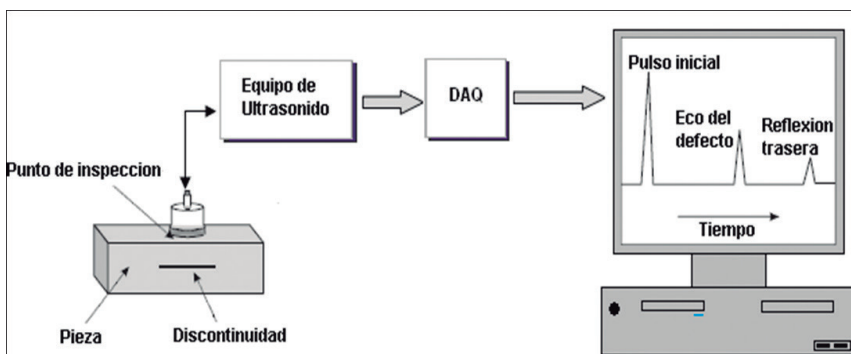 Equipo de
Ultrasonido
DAQ
Pulso inicial
Eco del
defecto
Reflexion
trasera
Tiempo
Punto de inspeccion
Pieza
Discontinuidad